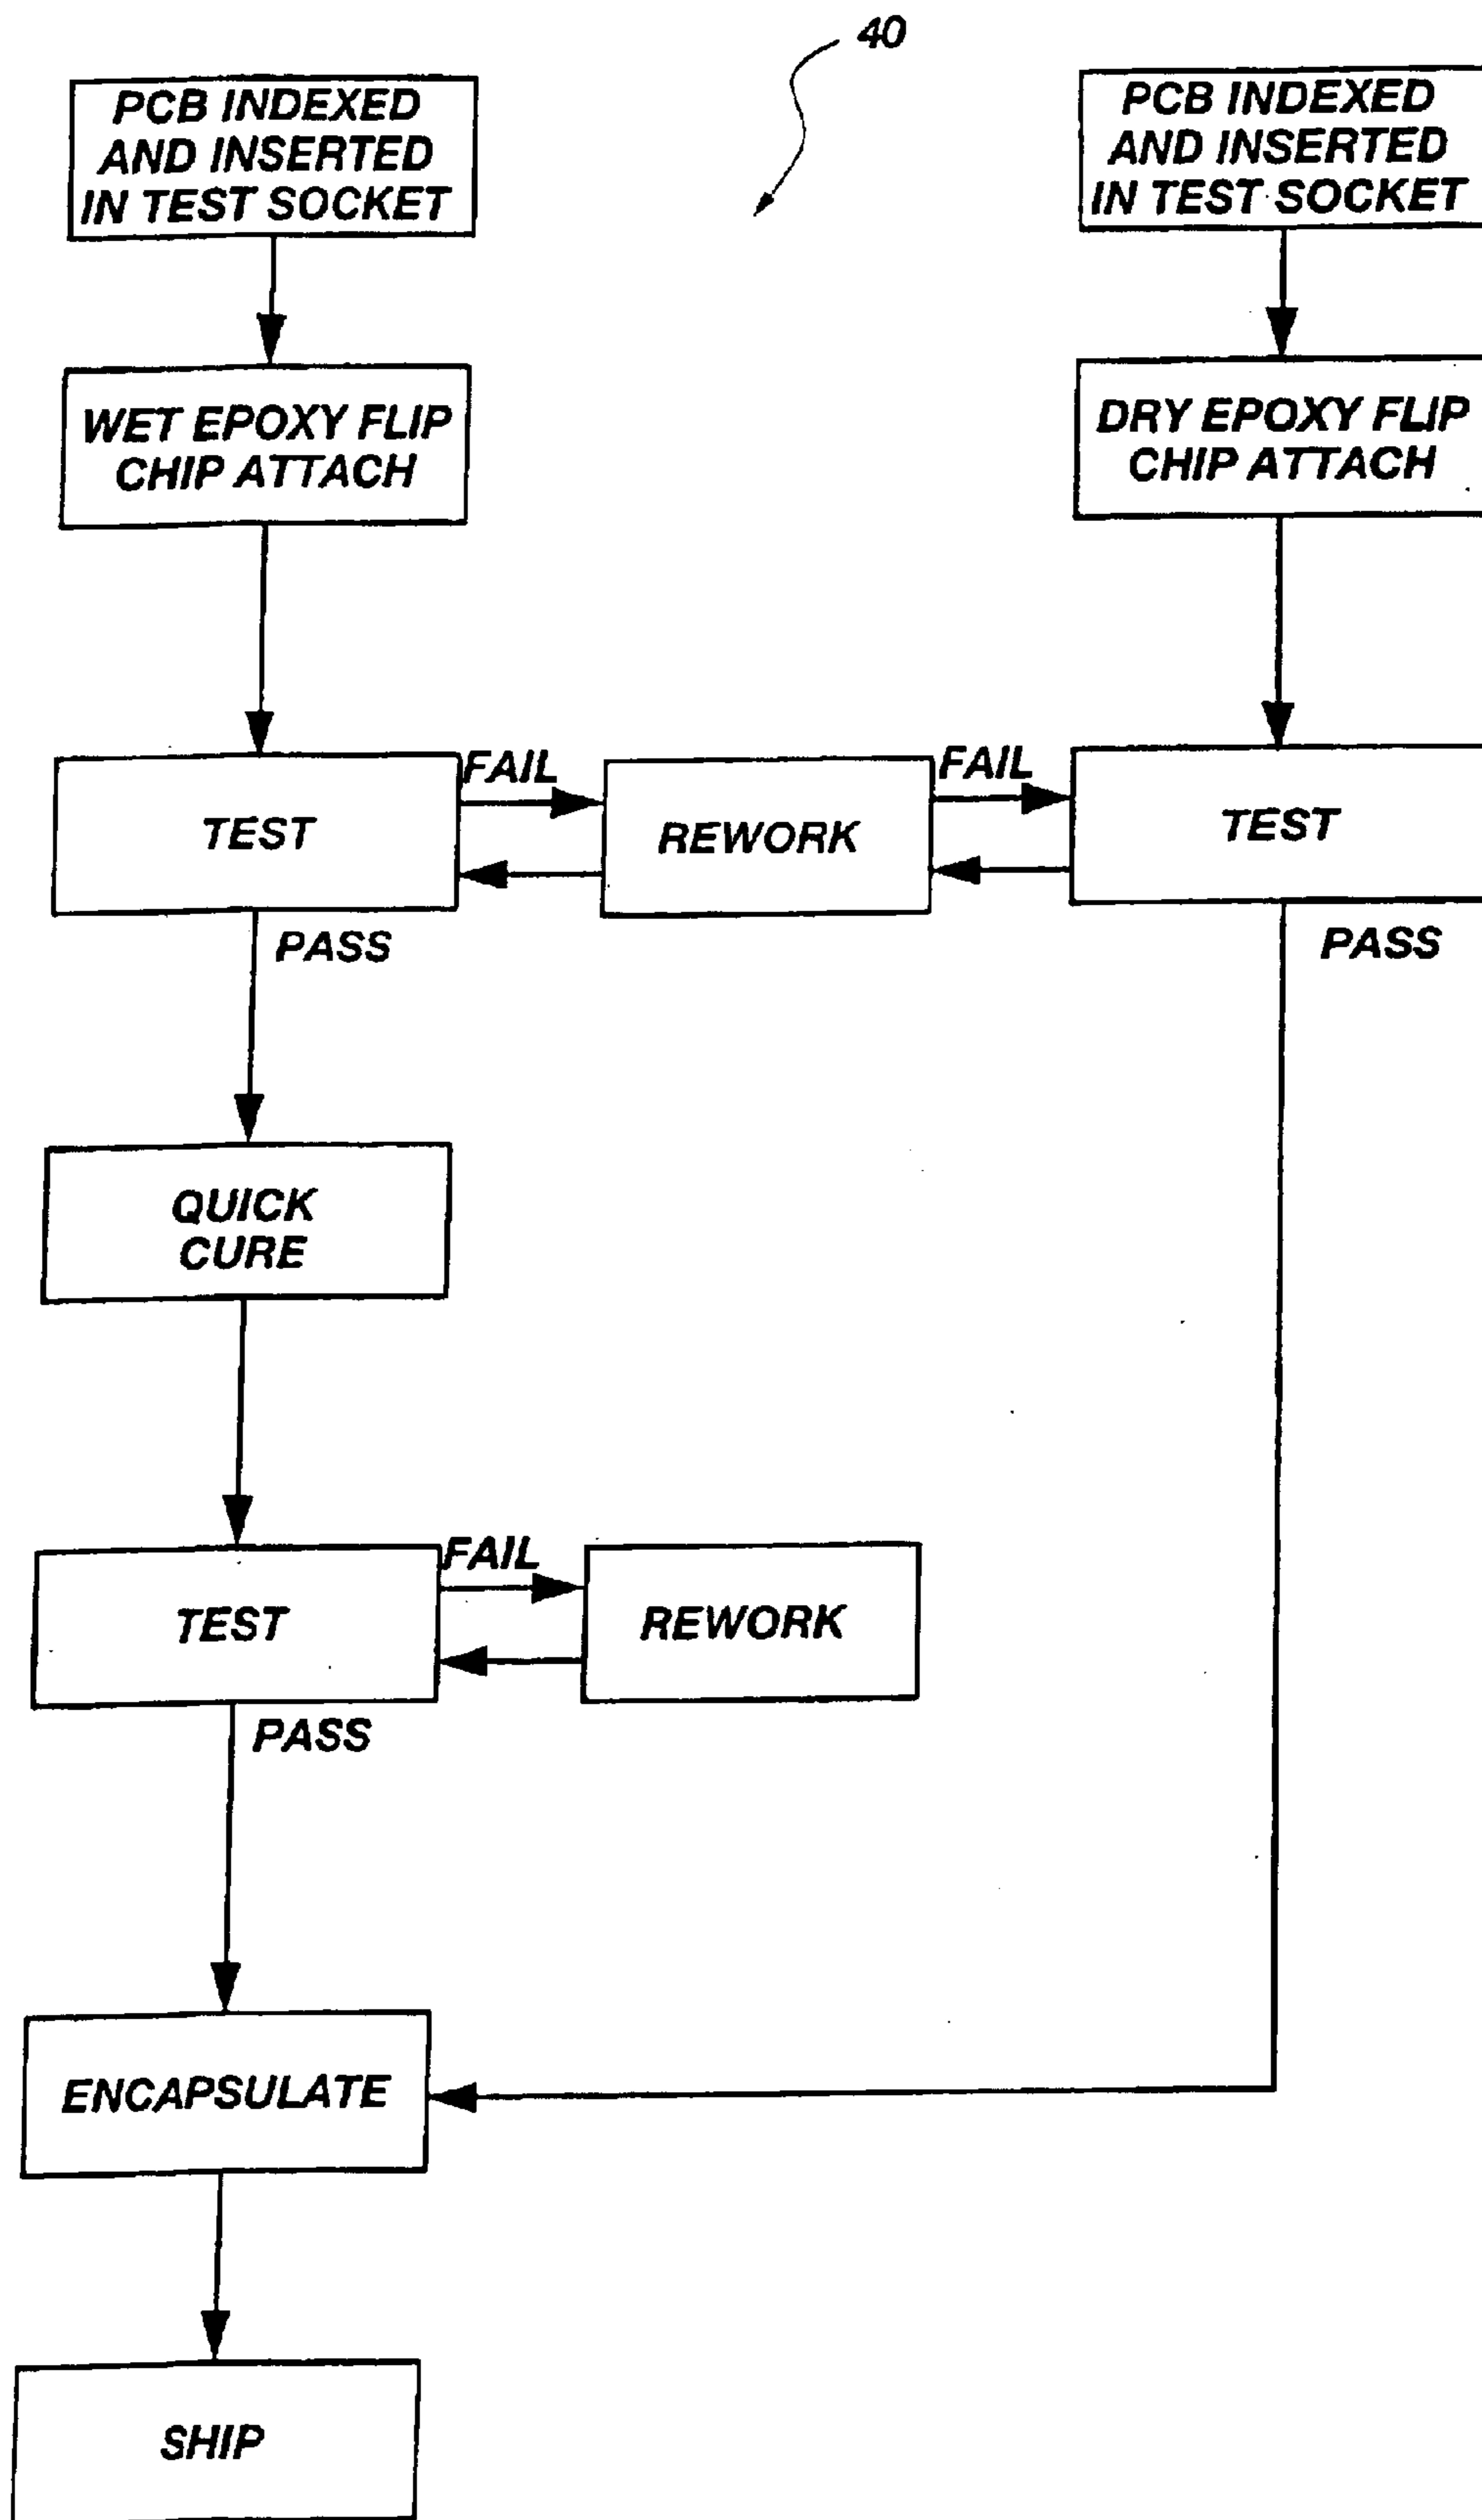 40
PCB INDEXED
AND INSERTED
IN TEST SOCKET
PCB INDEXED
AND INSERTED
IN TEST SOCKET
WET EPOXY FLIP
CHIP ATTACH
DRY EPOXY FLIP
CHIP ATTACH
FAIL
FAIL
TEST
REWORK
TEST
PASS
PASS
QUICK
CURE
FAIL
TEST
REWORK
PASS
ENCAPSULATE
SHIP